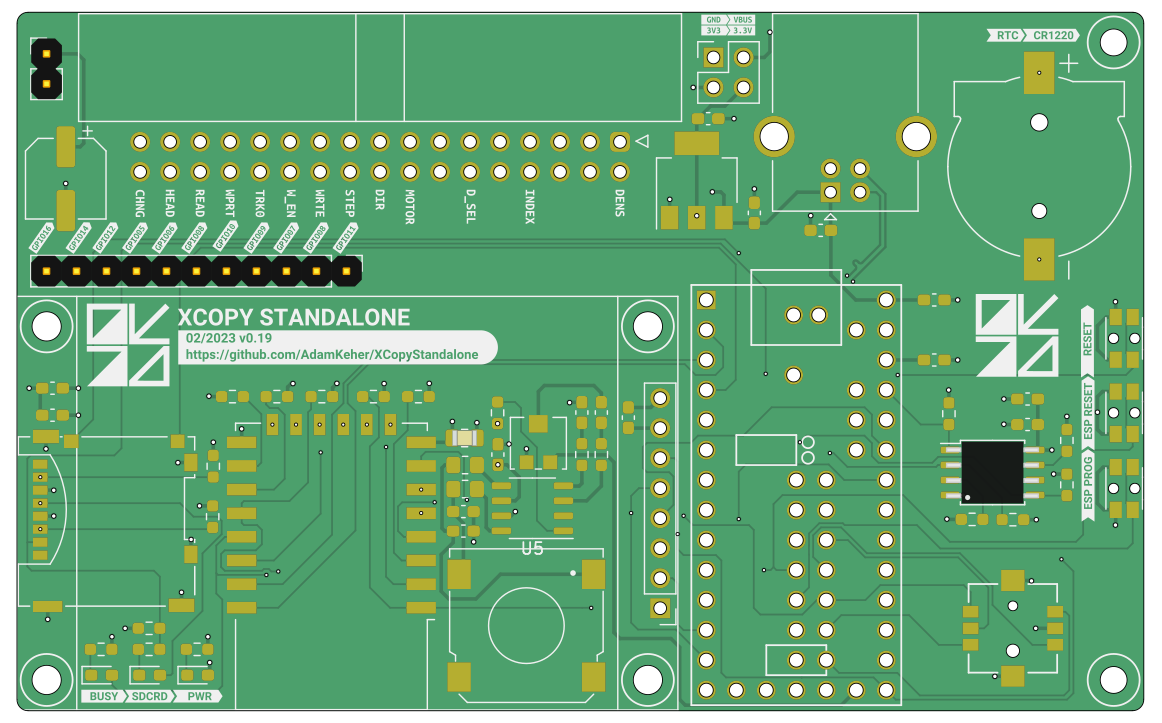 GND VBUS
3V3 3.3V
RTC CR1220
CHNG
HEAD
READ
WPRT
TRK0
W_EN
WRTE
STEP
DIR
MOTOR
D_SEL
INDEX
DENS
GPIO16
GPIO14
GPIO12
GPIO05
GPIO06
GPIO08
GPIO10
GPIO09
GPIO07
GPIO08
GPIO11
XCOPY STANDALONE
02/2023 v0.19
https://github.com/AdamKeher/XCopyStandalone
RESET
ESP RESET
ESP PROG
U5
BUSY SDCRD PWR